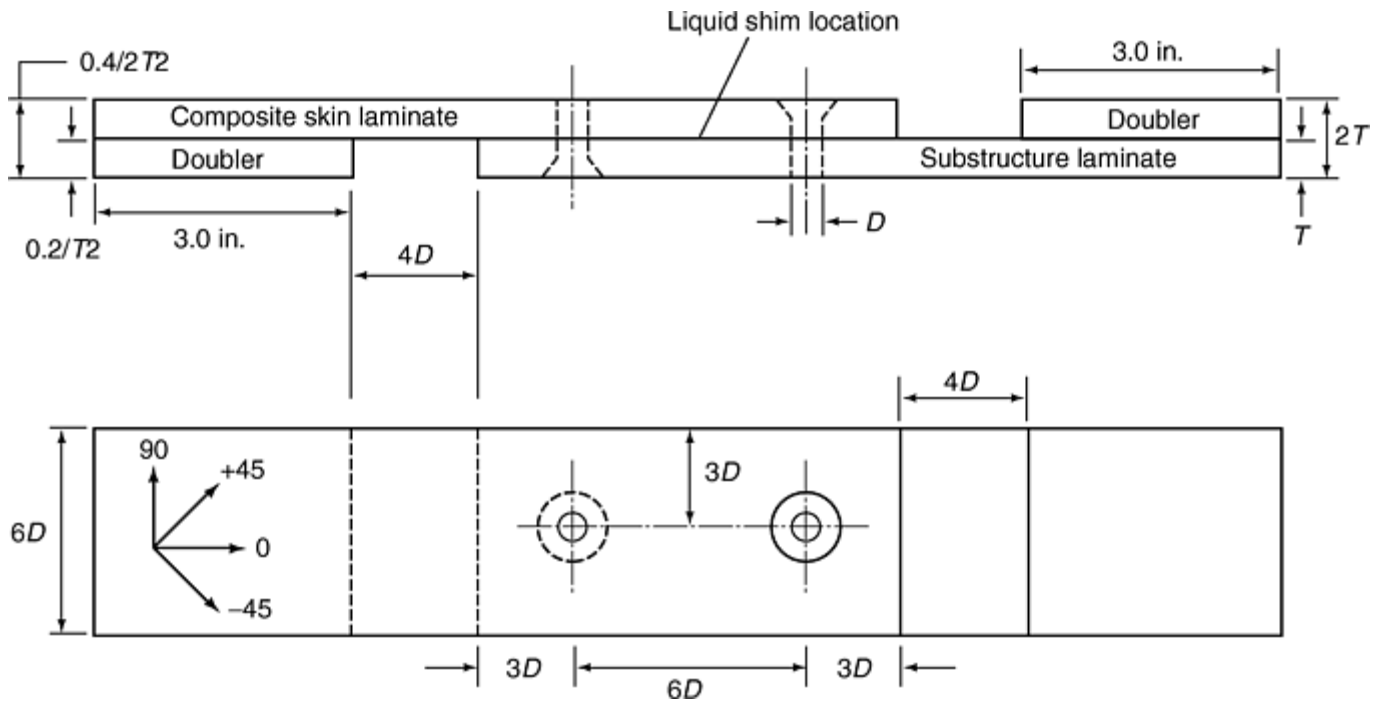 Liquid shim location
0.4/2T2
3.0 in.
Composite skin laminate
Doubler
2T
Doubler
Substructure laminate
D
3.0 in.
0.2/T2
4D
T
4D
90
+45
3D
6D
0
−45
3D
6D
3D